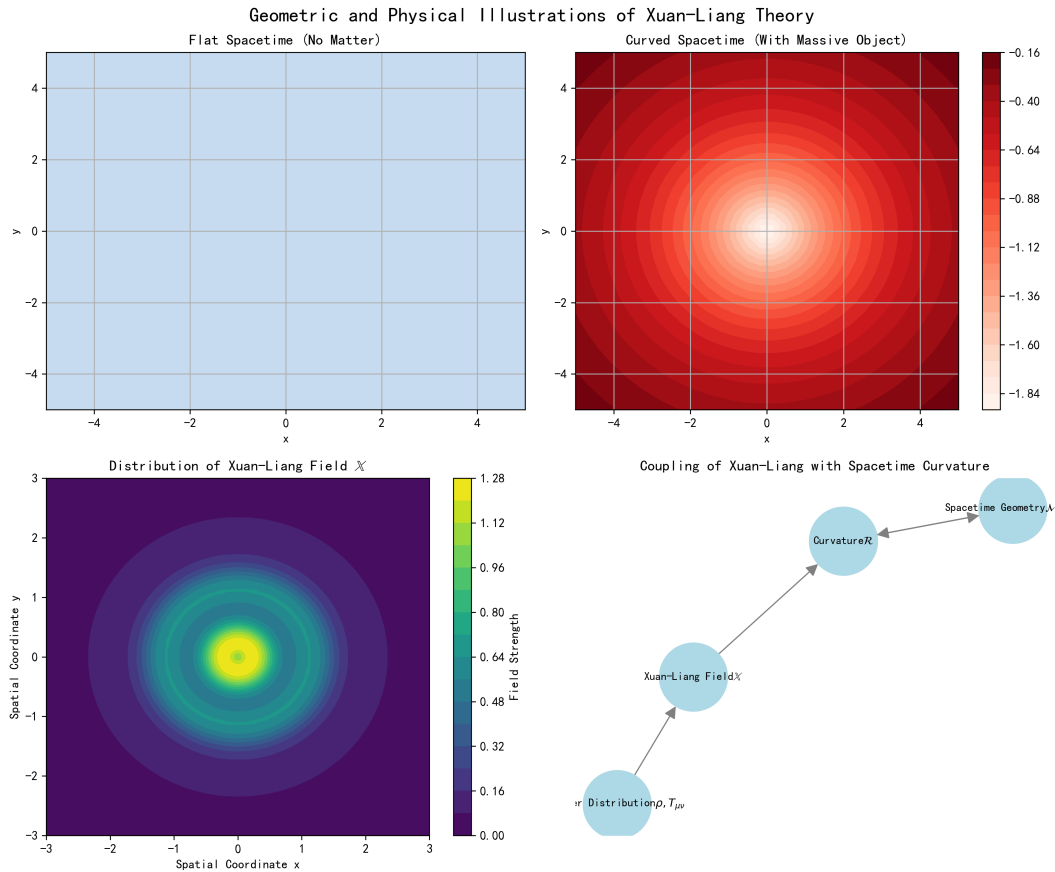 Geometric and Physical Illustrations of Xuan-Liang Theory
Flat Spacetime (No Matter)
4
2
0
−2
−4
y
−4 −2 0 2 4
x
Curved Spacetime (With Massive Object)
4
2
0
−2
−4
y
−4 −2 0 2 4
x
−0.16
−0.40
−0.64
−0.88
−1.12
−1.36
−1.60
−1.84
Distribution of Xuan-Liang Field 𝕏
3
2
1
0
−1
−2
−3
Spatial Coordinate y
−3 −2 −1 0 1 2 3
Spatial Coordinate x
1.28
1.12
0.96
0.80
0.64
0.48
0.32
0.16
0.00
Field Strength
Coupling of Xuan-Liang with Spacetime Curvature
Spacetime Geometry
Curvatureℛ
Xuan-Liang Field𝕏
er Distributionρ, Tμν